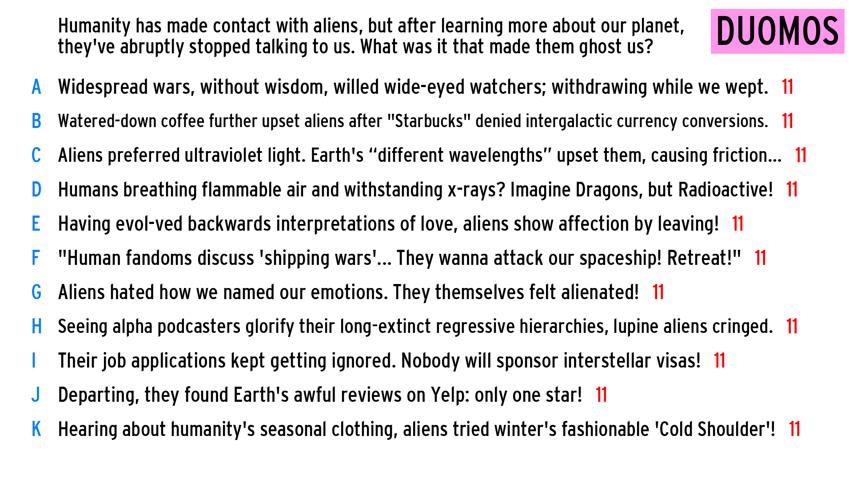 Humanity has made contact with aliens, but after learning more about our planet,
they've abruptly stopped talking to us. What was it that made them ghost us?
DUOMOS
A Widespread wars, without wisdom, willed wide-eyed watchers; withdrawing while we wept. 11
B Watered-down coffee further upset aliens after "Starbucks" denied intergalactic currency conversions. 11
C Aliens preferred ultraviolet light. Earth's “different wavelengths” upset them, causing friction... 11
D Humans breathing flammable air and withstanding x-rays? Imagine Dragons, but Radioactive! 11
E Having evol-ved backwards interpretations of love, aliens show affection by leaving! 11
F "Human fandoms discuss 'shipping wars'... They wanna attack our spaceship! Retreat!" 11
G Aliens hated how we named our emotions. They themselves felt alienated! 11
H Seeing alpha podcasters glorify their long-extinct regressive hierarchies, lupine aliens cringed. 11
I Their job applications kept getting ignored. Nobody will sponsor interstellar visas! 11
J Departing, they found Earth's awful reviews on Yelp: only one star! 11
K Hearing about humanity's seasonal clothing, aliens tried winter's fashionable 'Cold Shoulder'! 11